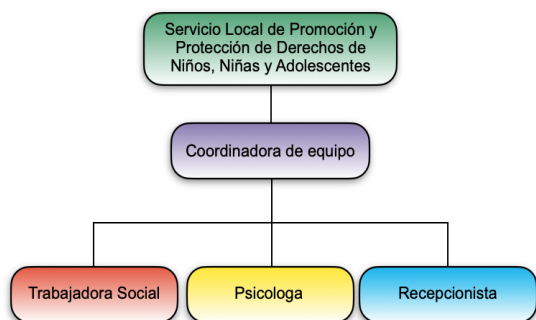 Servicio Local de Promoción y
Protección de Derechos de
Niños, Niñas y Adolescentes
Coordinadora de equipo
Trabajadora Social
Psicologa
Recepcionista